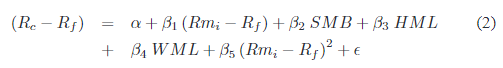 (R_c − R_f) = α + β_1 (Rm_i − R_f) + β_2 SMB + β_3 HML (2)
+ β_4 WML + β_5 (Rm_i − R_f)^2 + ϵ